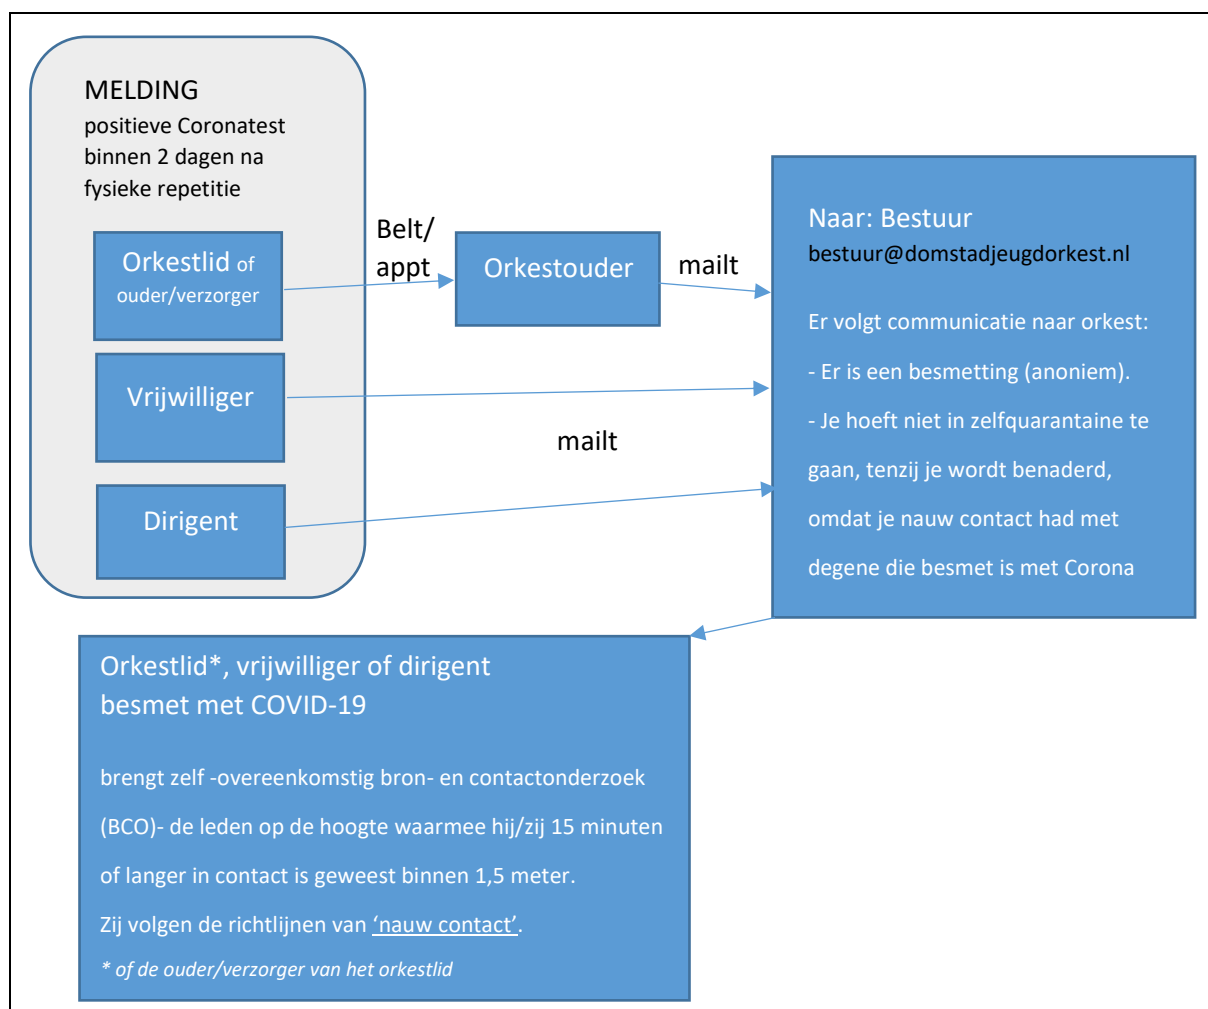 MELDING
positieve Coronatest
binnen 2 dagen na
fysieke repetitie
Orkestlid of
ouder/verzorger
Belt/
appt
Orkestouder
mailt
Vrijwilliger
mailt
Dirigent
Naar: Bestuur
bestuur@domstadjeugdorkest.nl
Er volgt communicatie naar orkest:
- Er is een besmetting (anoniem).
- Je hoeft niet in zelfquarantaine te
gaan, tenzij je wordt benaderd,
omdat je nauw contact had met
degene die besmet is met Corona
Orkestlid*, vrijwilliger of dirigent
besmet met COVID-19
brengt zelf -overeenkomstig bron- en contactonderzoek
(BCO)- de leden op de hoogte waarmee hij/zij 15 minuten
of langer in contact is geweest binnen 1,5 meter.
Zij volgen de richtlijnen van ‘nauw contact’.
* of de ouder/verzorger van het orkestlid